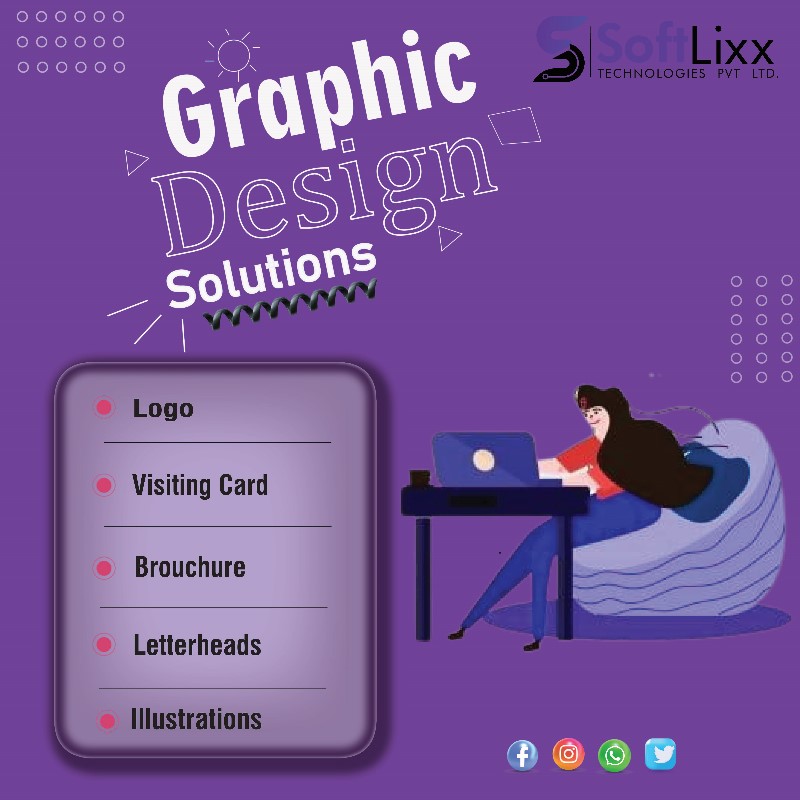 SoftLixx
TECHNOLOGIES PVT LTD.
Graphic
Design
Solutions
Logo
Visiting Card
Brouchure
Letterheads
Illustrations